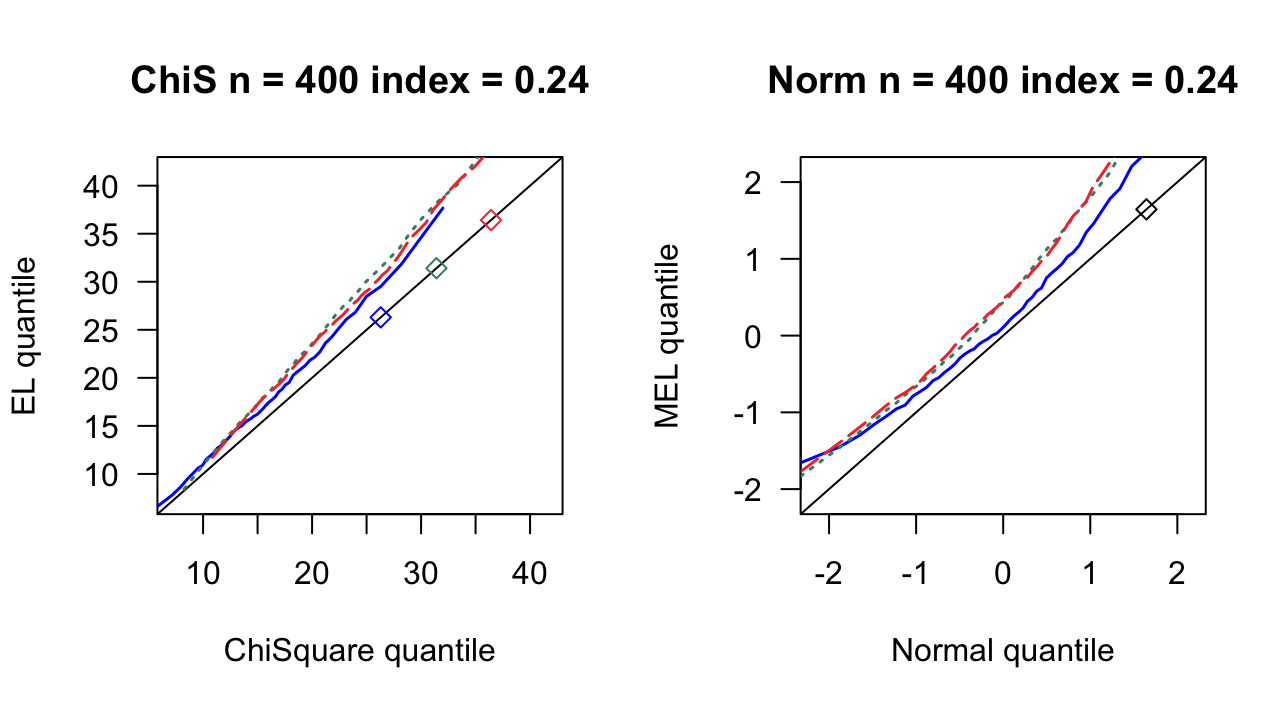 ChiS n = 400 index = 0.24
EL quantile
40
35
30
25
20
15
10
10 20 30 40
ChiSquare quantile
Norm n = 400 index = 0.24
MEL quantile
2
1
0
-1
-2
-2 -1 0 1 2
Normal quantile